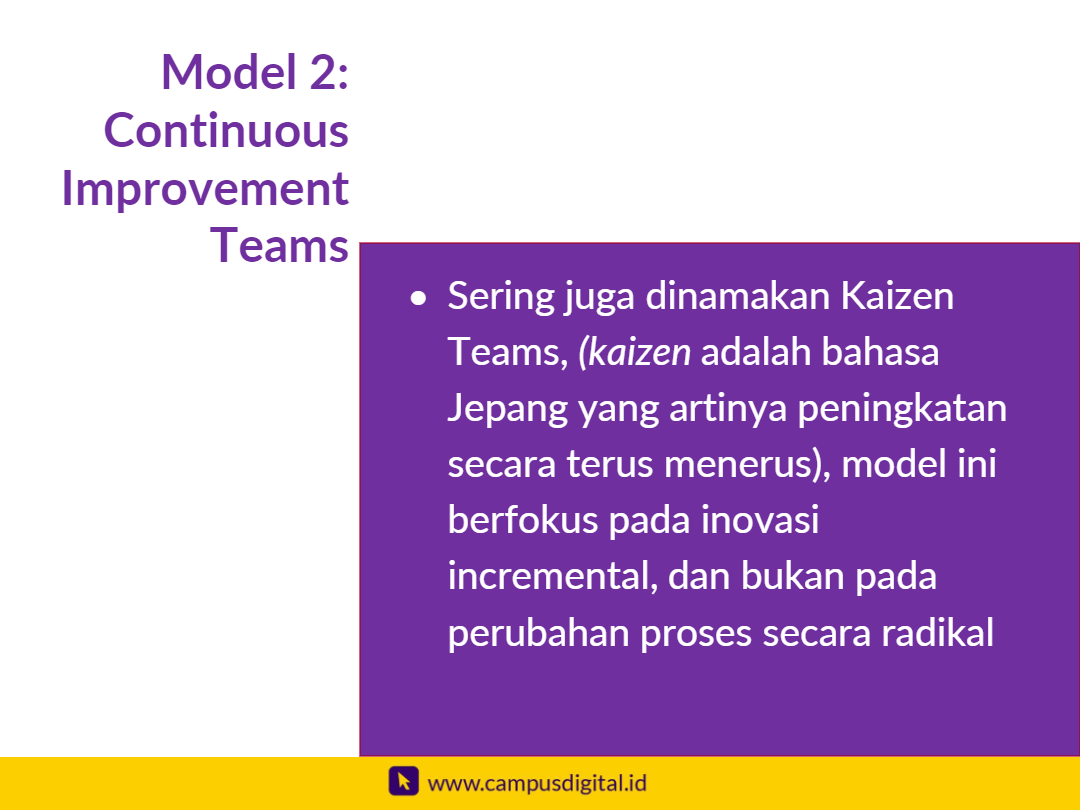 Model 2:
Continuous
Improvement
Teams
• Sering juga dinamakan Kaizen
Teams, (kaizen adalah bahasa
Jepang yang artinya peningkatan
secara terus menerus), model ini
berfokus pada inovasi
incremental, dan bukan pada
perubahan proses secara radikal
www.campusdigital.id